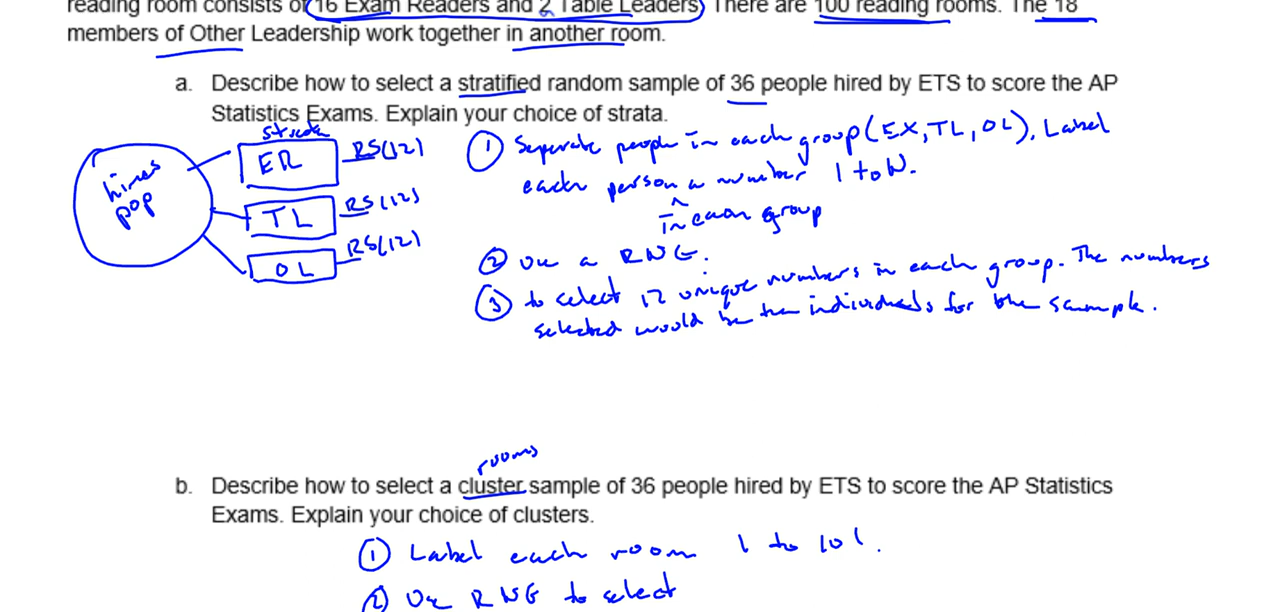 reading room consists of 16 Exam Readers and 2 Table Leaders. There are 100 reading rooms. The 18
members of Other Leadership work together in another room.
a. Describe how to select a stratified random sample of 36 people hired by ETS to score the AP
Statistics Exams. Explain your choice of strata.
strata
hires
pop
ER RS(12)
TL RS(12)
OL RS(12)
① Separate people in each group (EX, TL, OL), Label
each person a number 1 to N.
^
in each group
② Use a RNG.
③ to select 12 unique numbers in each group. The numbers
selected would be the individuals for the sample.
rooms
b. Describe how to select a cluster sample of 36 people hired by ETS to score the AP Statistics
Exams. Explain your choice of clusters.
① Label each room 1 to 101.
② Use RNG to select